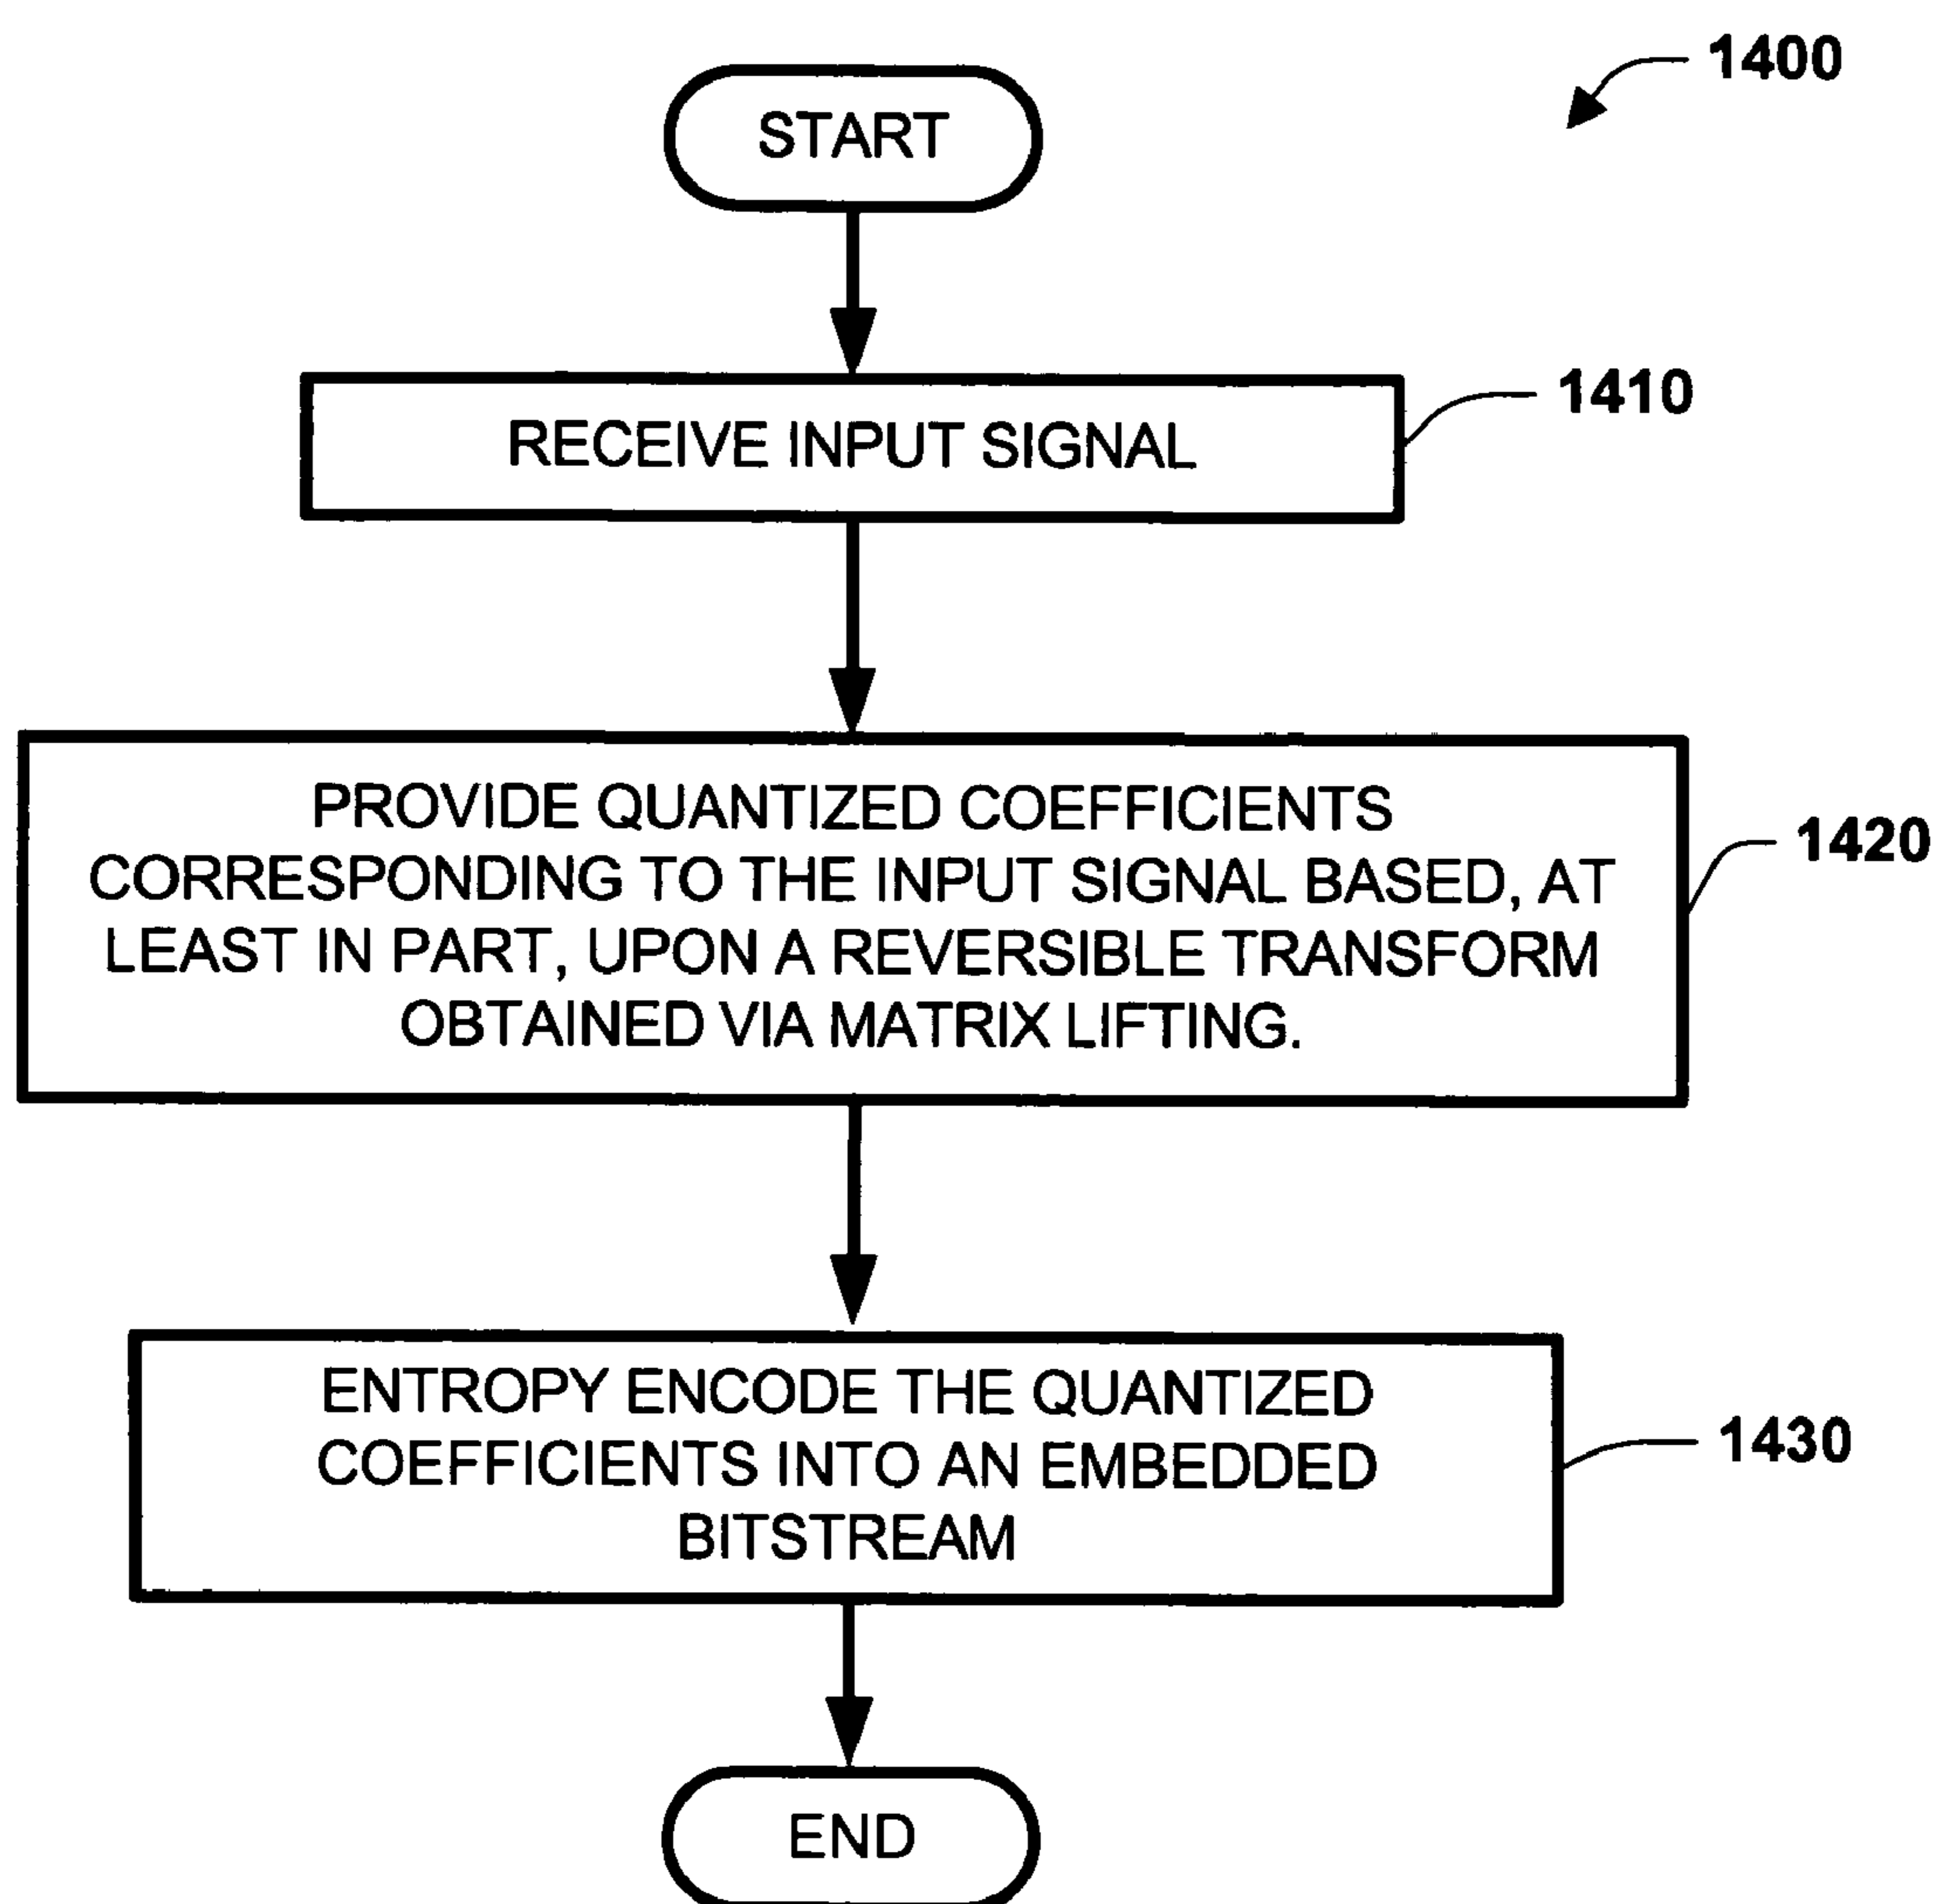 1400
START
1410
RECEIVE INPUT SIGNAL
PROVIDE QUANTIZED COEFFICIENTS
CORRESPONDING TO THE INPUT SIGNAL BASED, AT
LEAST IN PART, UPON A REVERSIBLE TRANSFORM
OBTAINED VIA MATRIX LIFTING.
1420
ENTROPY ENCODE THE QUANTIZED
COEFFICIENTS INTO AN EMBEDDED
BITSTREAM
1430
END